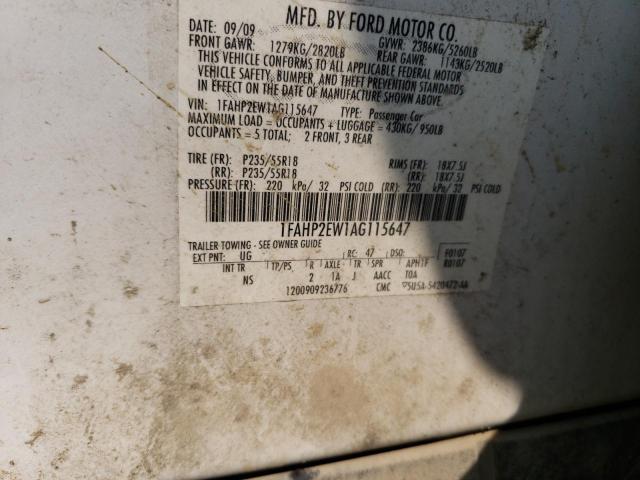 MFD. BY FORD MOTOR CO.
DATE: 09/09 GVWR: 2386KG/5260LB
FRONT GAWR: 1279KG/2820LB REAR GAWR: 1143KG/2520LB
THIS VEHICLE CONFORMS TO ALL APPLICABLE FEDERAL MOTOR
VEHICLE SAFETY, BUMPER, AND THEFT PREVENTION STANDARDS
IN EFFECT ON THE DATE OF MANUFACTURE SHOWN ABOVE.
VIN: 1FAHP2EW1AG115647 TYPE: Passenger Car
MAXIMUM LOAD = OCCUPANTS + LUGGAGE = 430KG/ 950LB
OCCUPANTS = 5 TOTAL; 2 FRONT, 3 REAR
TIRE (FR): P235/55R18 RIMS (FR): 18X7.5J
(RR): P235/55R18 (RR): 18X7.5J
PRESSURE (FR): 220 kPa/ 32 PSI COLD (RR): 220 kPa/ 32 PSI COLD
1FAHP2EW1AG115647
TRAILER TOWING - SEE OWNER GUIDE
EXT PNT: UG RC: 47 DSO: F0107
INT TR TP/PS R AXLE TR SPR R0107
NS 2 1A J AACC TOA
1200909236776 CMC